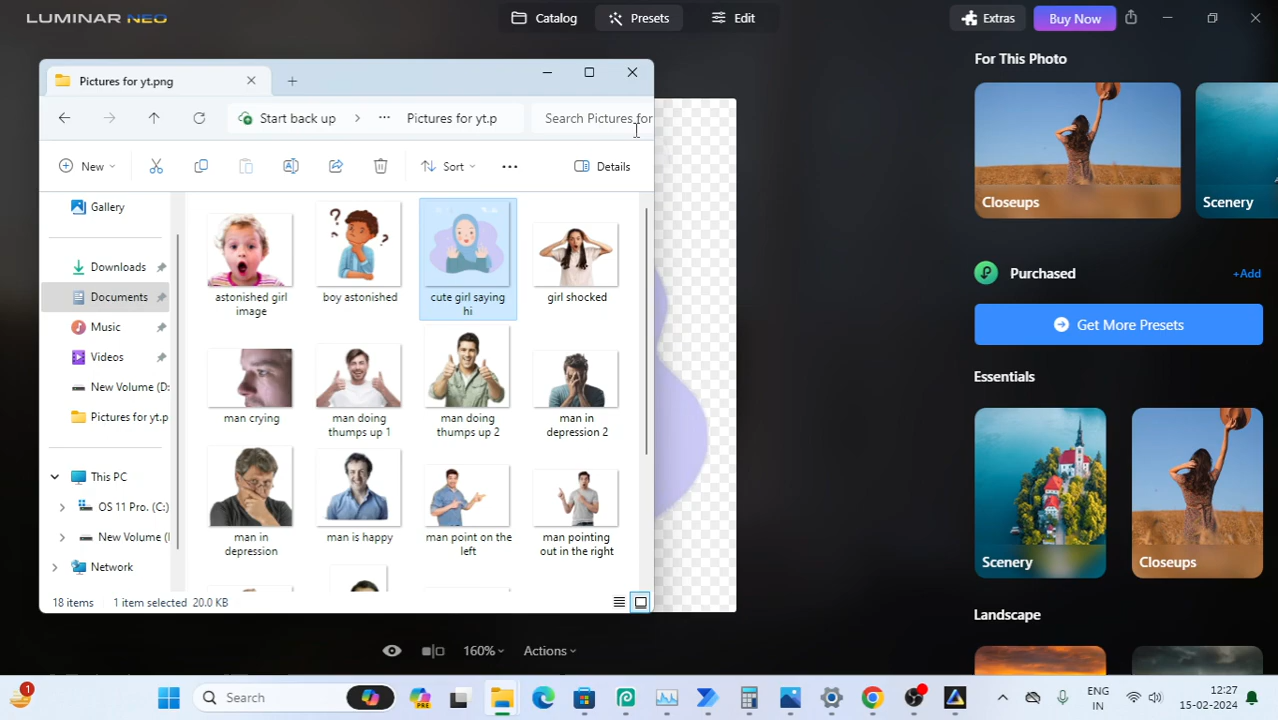 LUMINAR NEO
Catalog
Presets
Edit
Extras
Buy Now
Pictures for yt.png
Start back up
Pictures for yt.p
Search Pictures for
New
Sort
Details
Gallery
Downloads
Documents
Music
Videos
New Volume (D:
Pictures for yt.p
This PC
OS 11 Pro. (C:)
New Volume (
Network
astonished girl
image
boy astonished
cute girl saying
hi
girl shocked
man crying
man doing
thumps up 1
man doing
thumps up 2
man in
depression 2
man in
depression
man is happy
man point on the
left
man pointing
out in the right
18 items
1 item selected 20.0 KB
For This Photo
Closeups
Scenery
Purchased
+Add
Get More Presets
Essentials
Scenery
Closeups
Landscape
160%
Actions
1
Search
PRE
ENG
IN
12:27
15-02-2024